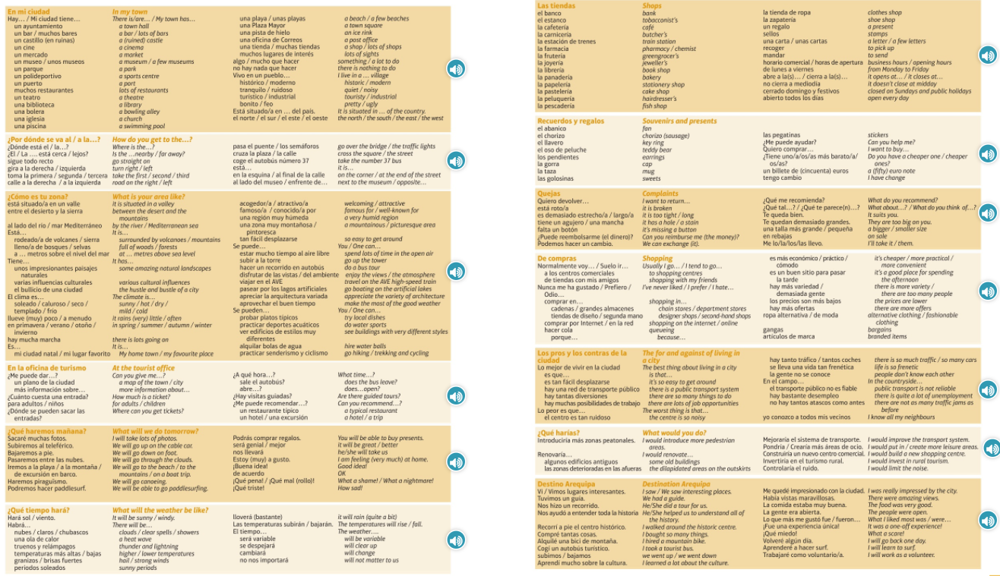 En mi ciudad In my town
Hay… / Mi ciudad tiene… There is/are… / My town has…
un ayuntamiento a town hall
un bar / muchos bares a bar / lots of bars
un castillo (en ruinas) a (ruined) castle
un cine a cinema
un mercado a market
un museo / unos museos a museum / a few museums
un parque a park
un polideportivo a sports centre
un puerto a port
muchos restaurantes lots of restaurants
un teatro a theatre
una biblioteca a library
una bolera a bowling alley
una iglesia a church
una piscina a swimming pool
una playa / unas playas a beach / a few beaches
una Plaza Mayor a town square
una pista de hielo an ice rink
una oficina de Correos a post office
una tienda / muchas tiendas a shop / lots of shops
muchos lugares de interés lots of sights
algo / mucho que hacer something / a lot to do
no hay nada que hacer there is nothing to do
Vivo en un pueblo… I live in a … village
histórico / moderno historic / modern
tranquilo / ruidoso quiet / noisy
turístico / industrial touristy / industrial
bonito / feo pretty / ugly
Está situado/a en … del país. It is situated in … of the country.
el norte / el sur / el este / el oeste the north / the south / the east / the west
¿Por dónde se va al / a la…? How do you get to the…?
¿Dónde está el / la…? Where is the…?
¿El / La …. está cerca / lejos? Is the …nearby / far away?
sigue todo recto go straight on
gira a la derecha / izquierda turn right / left
toma la primera / segunda / tercera take the first / second / third
calle a la derecha / a la izquierda road on the right / left
pasa el puente / los semáforos go over the bridge / the traffic lights
cruza la plaza / la calle cross the square / the street
coge el autobús número 37 take the number 37 bus
está… it is…
en la esquina / al final de la calle on the corner / at the end of the street
al lado del museo / enfrente de… next to the museum / opposite…
¿Cómo es tu zona? What is your area like?
está situado/a en un valle it is situated in a valley
entre el desierto y la sierra between the desert and the
mountains
al lado del río / mar Mediterráneo by the river / Mediterranean sea
Está… It is…
rodeado/a de volcanes / sierra surrounded by volcanoes / mountains
lleno/a de bosques / selvas full of woods / forests
a … metros sobre el nivel del mar at … metres above sea level
Tiene… It has…
unos impresionantes paisajes some amazing natural landscapes
naturales
varias influencias culturales various cultural influences
el bullicio de una ciudad the hustle and bustle of a city
El clima es… The climate is…
soleado / caluroso / seco / sunny / hot / dry /
templado / frío mild / cold
llueve (muy) poco / a menudo it rains (very) little / often
en primavera / verano / otoño / in spring / summer / autumn / winter
invierno
hay mucha marcha there is lots going on
Es… It is…
mi ciudad natal / mi lugar favorito My home town / my favourite place
acogedor/a / atractivo/a welcoming / attractive
famoso/a / conocido/a por famous for / well-known for
una región muy húmeda a very humid region
una zona muy montañosa / a mountainous / picturesque area
pintoresca
tan fácil desplazarse so easy to get around
Se puede… You / One can…
estar mucho tiempo al aire libre spend lots of time in the open air
subir a la torre go up the tower
hacer un recorrido en autobús do a bus tour
disfrutar de las vistas / del ambiente enjoy the views / the atmosphere
viajar en el AVE travel on the AVE high-speed train
pasear por los lagos artificiales go boating on the artificial lakes
apreciar la arquitectura variada appreciate the variety of architecture
aprovechar el buen tiempo make the most of the good weather
Se pueden… You / One can…
probar platos típicos try local dishes
practicar deportes acuáticos do water sports
ver edificios de estilos muy see buildings with very different styles
diferentes
alquilar bolas de agua hire water balls
practicar senderismo y ciclismo go hiking / trekking and cycling
En la oficina de turismo At the tourist office
¿Me puede dar…? Can you give me…?
un plano de la ciudad a map of the town / city
más información sobre… more information about…
¿Cuánto cuesta una entrada? How much is a ticket?
para adultos / niños for adults / children
¿Dónde se pueden sacar las Where can you get tickets?
entradas?
¿A qué hora…? What time…?
sale el autobús? does the bus leave?
abre…? does…open?
¿Hay visitas guiadas? Are there guided tours?
¿Me puede recomendar…? Can you recommend…?
un restaurante típico a typical restaurant
un hotel / una excursión a hotel / a trip
¿Qué haremos mañana? What will we do tomorrow?
Sacaré muchas fotos. I will take lots of photos.
Subiremos al teleférico. We will go up on the cable car.
Bajaremos a pie. We will go down on foot.
Pasaremos entre las nubes. We will go through the clouds.
Iremos a la playa / a la montaña / We will go to the beach / to the
de excursión en barco. mountains / on a boat trip.
Haremos piragüismo. We will go canoeing.
Podremos hacer paddlesurf. We will be able to go paddlesurfing.
Podrás comprar regalos. You will be able to buy presents.
será genial / mejor it will be great / better
nos llevará he/she will take us
Estoy (muy) a gusto. I am feeling (very much) at home.
¡Buena idea! Good idea!
de acuerdo OK
¡Qué pena! / ¡Qué mal (rollo)! What a shame! / What a nightmare!
¡Qué triste! How sad!
¿Qué tiempo hará? What will the weather be like?
Hará sol / viento. It will be sunny / windy.
Habrá… There will be…
nubes / claros / chubascos clouds / clear spells / showers
una ola de calor a heat wave
truenos y relámpagos thunder and lightning
temperaturas más altas / bajas higher / lower temperatures
granizos / brisas fuertes hail / strong winds
periodos soleados sunny periods
lloverá (bastante) it will rain (quite a bit)
Las temperaturas subirán / bajarán. The temperatures will rise / fall.
El tiempo… The weather….
será variable will be variable
se despejará will clear up
cambiará will change
no nos importará will not matter to us
Las tiendas Shops
el banco bank
el estanco tobacconist's
la cafetería café
la carnicería butcher's
la estación de trenes train station
la farmacia pharmacy / chemist
la frutería greengrocer's
la joyería jeweller's
la librería book shop
la panadería bakery
la papelería stationery shop
la pastelería cake shop
la peluquería hairdresser's
la pescadería fish shop
la tienda de ropa clothes shop
la zapatería shoe shop
un regalo a present
sellos stamps
una carta / unas cartas a letter / a few letters
recoger to pick up
mandar to send
horario comercial / horas de apertura business hours / opening hours
de lunes a viernes from Monday to Friday
abre a la(s)… / cierra a la(s)… it opens at… / it closes at…
no cierra a mediodía it doesn't close at midday
cerrado domingo y festivos closed on Sundays and public holidays
abierto todos los días open every day
Recuerdos y regalos Souvenirs and presents
el abanico fan
el chorizo chorizo (sausage)
el llavero key ring
el oso de peluche teddy bear
los pendientes earrings
la gorra cap
la taza mug
las golosinas sweets
las pegatinas stickers
¿Me puede ayudar? Can you help me?
Quiero comprar… I want to buy…
¿Tiene uno/a/os/as más barato/a/ Do you have a cheaper one / cheaper
os/as? ones?
un billete de (cincuenta) euros a (fifty) euro note
tengo cambio I have change
Quejas Complaints
Quiero devolver… I want to return…
está roto/a it is broken
es demasiado estrecho/a / largo/a it is too tight / long
tiene un agujero / una mancha it has a hole / a stain
falta un botón it's missing a button
¿Puede reembolsarme (el dinero)? Can you reimburse me (the money)?
Podemos hacer un cambio. We can exchange (it).
¿Qué me recomienda? What do you recommend?
¿Qué tal…? / ¿Qué te parece(n)…? What about…? / What do you think of…?
Te queda bien. It suits you.
Te quedan demasiado grandes. They are too big on you.
una talla más grande / pequeña a bigger / smaller size
en rebajas on sale
Me lo/la/los/las llevo. I'll take it / them.
De compras Shopping
Normalmente voy… / Suelo ir… Usually I go… / I tend to go…
a los centros comerciales to shopping centres
de tiendas con mis amigos shopping with my friends
Nunca me ha gustado / Prefiero / I've never liked / I prefer / I hate…
Odio…
comprar en… shopping in…
cadenas / grandes almacenes chain stores / department stores
tiendas de diseño / segunda mano designer shops / second-hand shops
comprar por Internet / en la red shopping on the internet / online
hacer cola queueing
porque… because…
es más económico / práctico / it's cheaper / more practical /
cómodo more convenient
es un buen sitio para pasar it's a good place for spending
la tarde the afternoon
hay más variedad / there is more variety /
demasiada gente there are too many people
los precios son más bajos the prices are lower
hay más ofertas there are more offers
ropa alternativa / de moda alternative clothing / fashionable
clothing
gangas bargains
artículos de marca branded items
Los pros y los contras de la The for and against of living in
ciudad a city
Lo mejor de vivir en la ciudad The best thing about living in a city
es que… is that…
es tan fácil desplazarse it's so easy to get around
hay una red de transporte público there is a public transport system
hay tantas diversiones there are so many things to do
hay muchas posibilidades de trabajo there are lots of job opportunities
Lo peor es que… The worst thing is that…
el centro es tan ruidoso the centre is so noisy
hay tanto tráfico / tantos coches there is so much traffic / so many cars
se lleva una vida tan frenética life is so frenetic
la gente no se conoce people don't know each other
En el campo… In the countryside…
el transporte público no es fiable public transport is not reliable
hay bastante desempleo there is quite a lot of unemployment
no hay tantos atascos como antes there are not as many traffic jams as
before
yo conozco a todos mis vecinos I know all my neighbours
¿Qué harías? What would you do?
Introduciría más zonas peatonales. I would introduce more pedestrian
areas.
Renovaría… I would renovate…
algunos edificios antiguos some old buildings
las zonas deterioradas en las afueras the dilapidated areas on the outskirts
Mejoraría el sistema de transporte. I would improve the transport system.
Pondría / Crearía más áreas de ocio. I would put in / create more leisure areas.
Construiría un nuevo centro comercial. I would build a new shopping centre.
Invertiría en el turismo rural. I would invest in rural tourism.
Controlaría el ruido. I would limit the noise.
Destino Arequipa Destination Arequipa
Vi / Vimos lugares interesantes. I saw / We saw interesting places.
Tuvimos un guía. We had a guide.
Nos hizo un recorrido. He/She did a tour for us.
Nos ayudó a entender toda la historia He/She helped us to understand all of
the history.
Recorrí a pie el centro histórico. I walked around the historic centre.
Compré tantas cosas. I bought so many things.
Alquilé una bici de montaña. I hired a mountain bike.
Cogí un autobús turístico. I took a tourist bus.
subimos / bajamos we went up / we went down
Aprendí mucho sobre la cultura. I learned a lot about the culture.
Me quedé impresionado con la ciudad. I was really impressed by the city.
Había vistas maravillosas. There were amazing views.
La comida estaba muy buena. The food was very good.
La gente era abierta. The people were open.
Lo que más me gustó fue / fueron… What I liked most was / were…
¡Fue una experiencia única! It was a one-off experience!
¡Qué miedo! What a scare!
Volveré algún día. I will go back one day.
Aprenderé a hacer surf. I will learn to surf.
Trabajaré como voluntario/a. I will work as a volunteer.